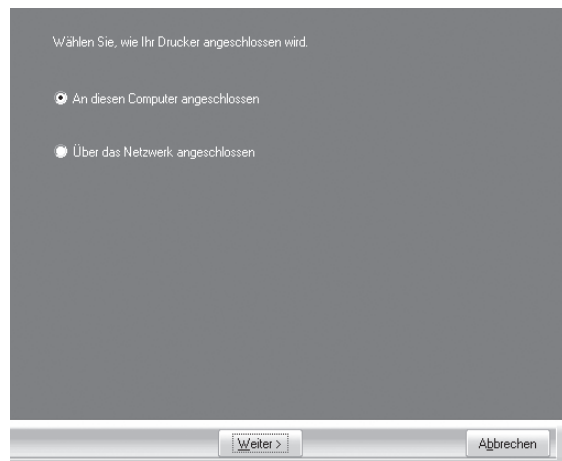 Wählen Sie, wie Ihr Drucker angeschlossen wird.
An diesen Computer angeschlossen
Über das Netzwerk angeschlossen
Weiter > Abbrechen